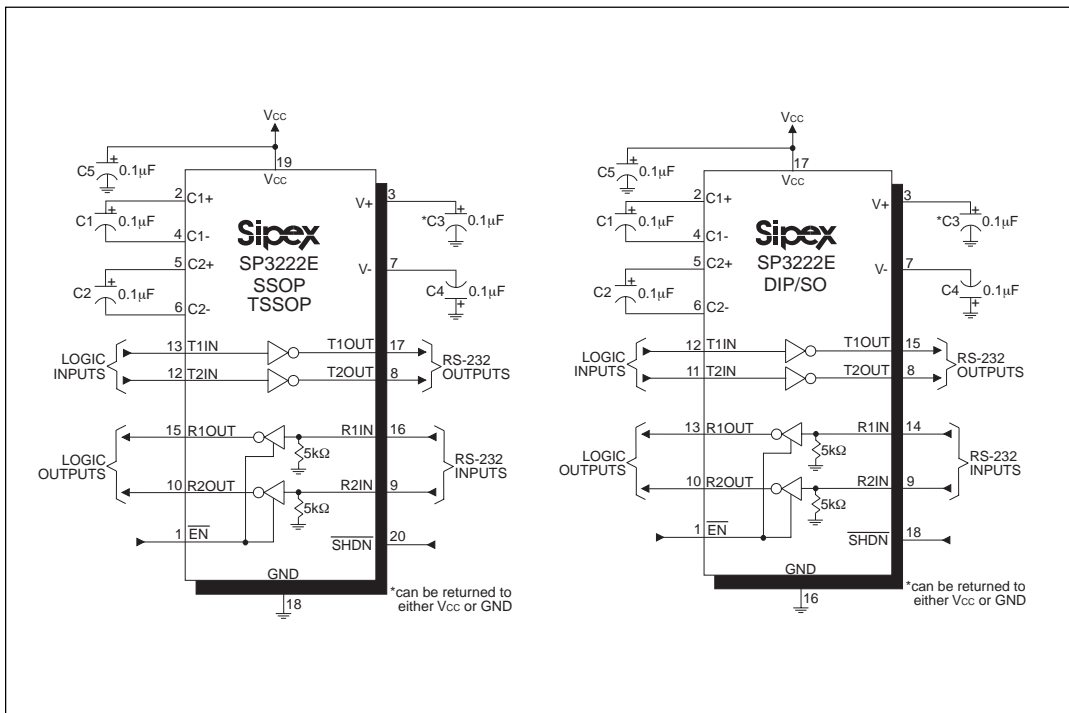 Vcc
C5
+
0.1µF
19
Vcc
2
C1+
C1
+
0.1µF
4
C1-
5
C2+
C2
+
0.1µF
6
C2-
Sipex
SP3222E
SSOP
TSSOP
V+
3
*C3
+
0.1µF
V-
7
C4
+
0.1µF
LOGIC
INPUTS
13
T1IN
T1OUT
17
12
T2IN
T2OUT
8
RS-232
OUTPUTS
LOGIC
OUTPUTS
15
R1OUT
R1IN
16
5kΩ
10
R2OUT
R2IN
9
5kΩ
RS-232
INPUTS
1
EN
SHDN
20
GND
18
*can be returned to
either Vcc or GND
Vcc
C5
+
0.1µF
17
Vcc
2
C1+
C1
+
0.1µF
4
C1-
5
C2+
C2
+
0.1µF
6
C2-
Sipex
SP3222E
DIP/SO
V+
3
*C3
+
0.1µF
V-
7
C4
+
0.1µF
LOGIC
INPUTS
12
T1IN
T1OUT
15
11
T2IN
T2OUT
8
RS-232
OUTPUTS
LOGIC
OUTPUTS
13
R1OUT
R1IN
14
5kΩ
10
R2OUT
R2IN
9
5kΩ
RS-232
INPUTS
1
EN
SHDN
18
GND
16
*can be returned to
either Vcc or GND